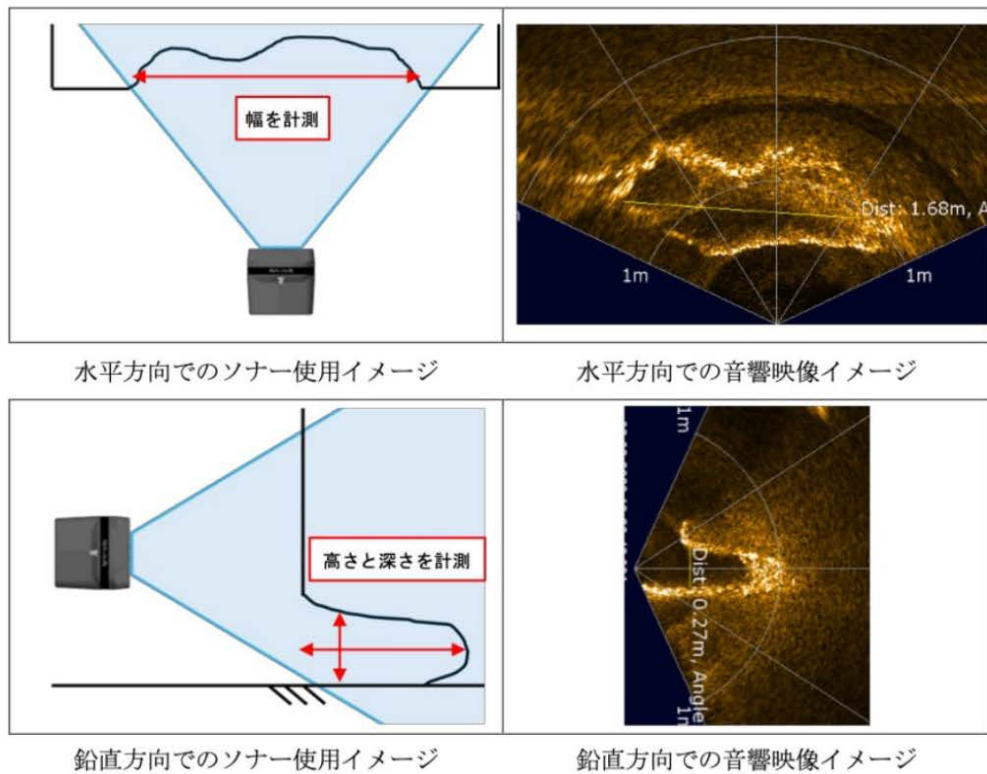 幅を計測
Dist: 1.68m, A
1m
1m
水平方向でのソナー使用イメージ
水平方向での音響映像イメージ
高さと深さを計測
1m
Dist: 0.27m, Angle
1m
鉛直方向でのソナー使用イメージ
鉛直方向での音響映像イメージ